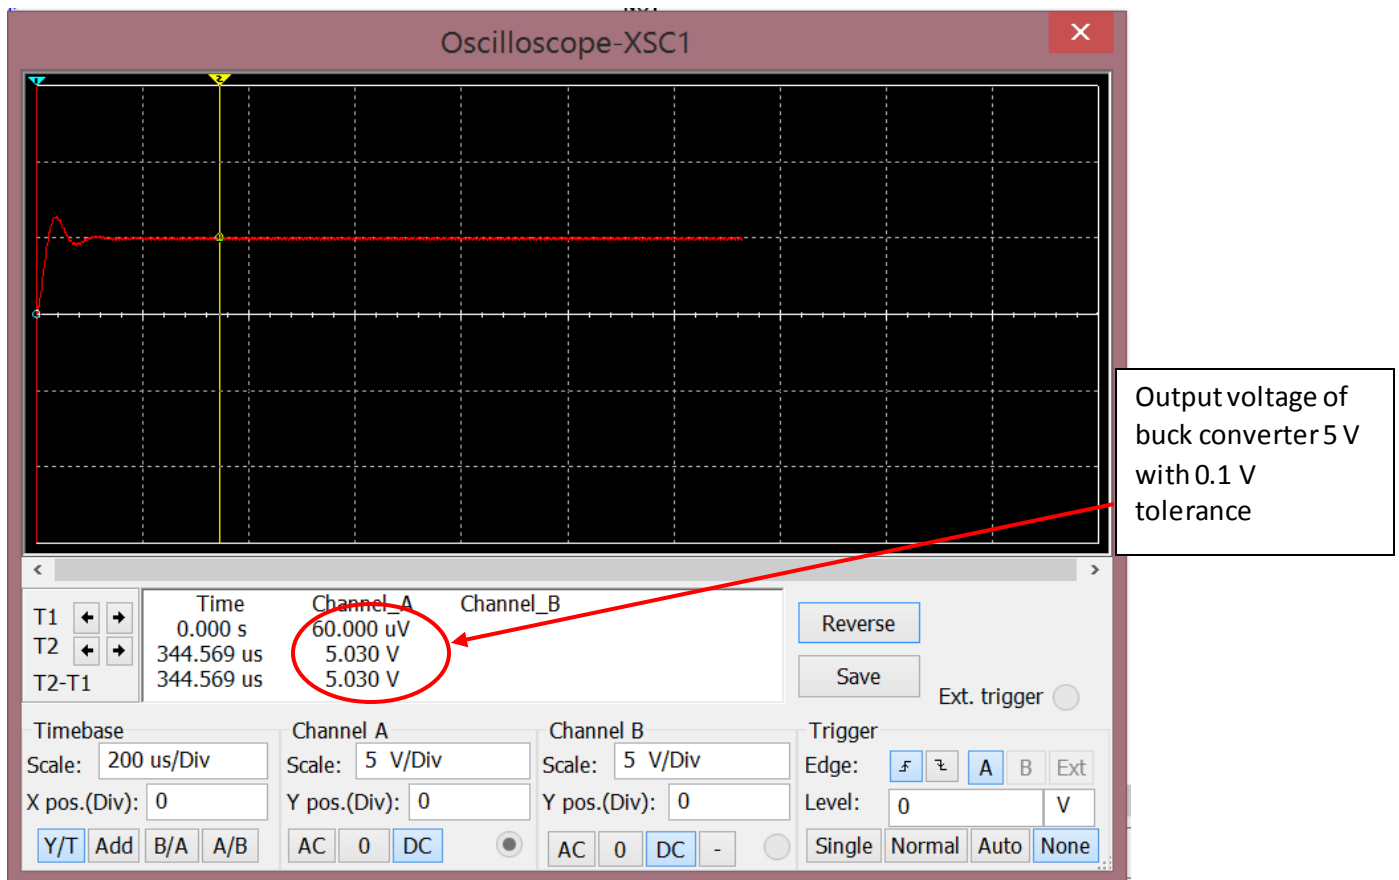 Oscilloscope-XSC1
1
2
Output voltage of
buck converter 5 V
with 0.1 V
tolerance
Time Channel_A Channel_B
T1 0.000 s 60.000 uV
T2 344.569 us 5.030 V
T2-T1 344.569 us 5.030 V
Reverse
Save
Ext. trigger
Timebase
Scale: 200 us/Div
X pos.(Div): 0
Y/T Add B/A A/B
Channel A
Scale: 5 V/Div
Y pos.(Div): 0
AC 0 DC
Channel B
Scale: 5 V/Div
Y pos.(Div): 0
AC 0 DC -
Trigger
Edge: A B Ext
Level: 0 V
Single Normal Auto None